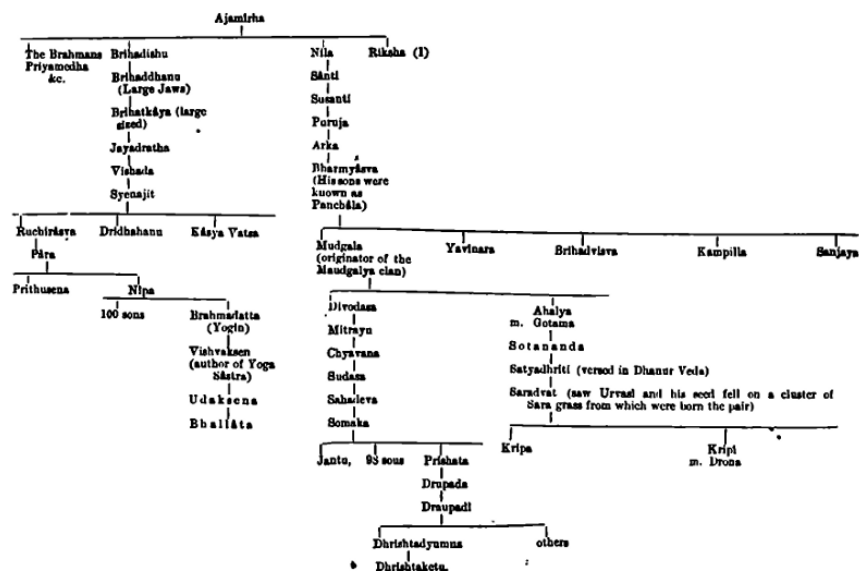 Ajamirha
The Brahmans Brihadishu Nila Riksha (1)
Priyamedha Brihaddhanu Sânti
&c. (Large Jaws)
Susanti
Brihatkâya (large Puruja
sized)
Jayadratha Arka
Vishada Bharmyâsva
(His sons were
Syenajit known as
Panchâla)
Ruchirâsva Dridhahanu Kâsya Vatsa
Mudgala Yavinara Brihadvisva Kampilla Sanjaya
Pâra (originator of the
Maudgalya clan)
Prithusena Nipa
100 sons Brahmadatta Divodasa Ahalya
(Yogin) m. Gotama
Mitrayu
Vishvaksen Chyavana Sotananda
(author of Yoga
Sâstra) Sudasa Satyadhriti (versed in Dhanur Veda)
Udaksena Sahadeva Saradvat (saw Urvasi and his seed fell on a cluster of
Sara grass from which were born the pair)
Bhallâta Somaka
Jantu, 98 sons Prishata Kripa Kripi
m. Drona
Drupada
Draupadi
Dhrishtadyumna others
Dhrishtaketu.